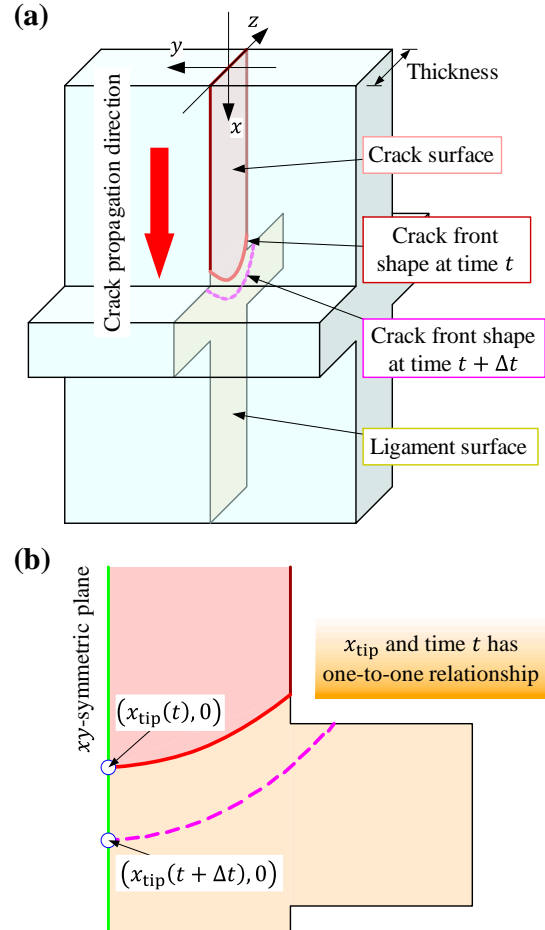 (a)
z
y
x
Thickness
Crack propagation direction
Crack surface
Crack front
shape at time t
Crack front shape
at time t + Δt
Ligament surface
(b)
xy-symmetric plane
x_tip and time t has
one-to-one relationship
(x_tip(t), 0)
(x_tip(t + Δt), 0)